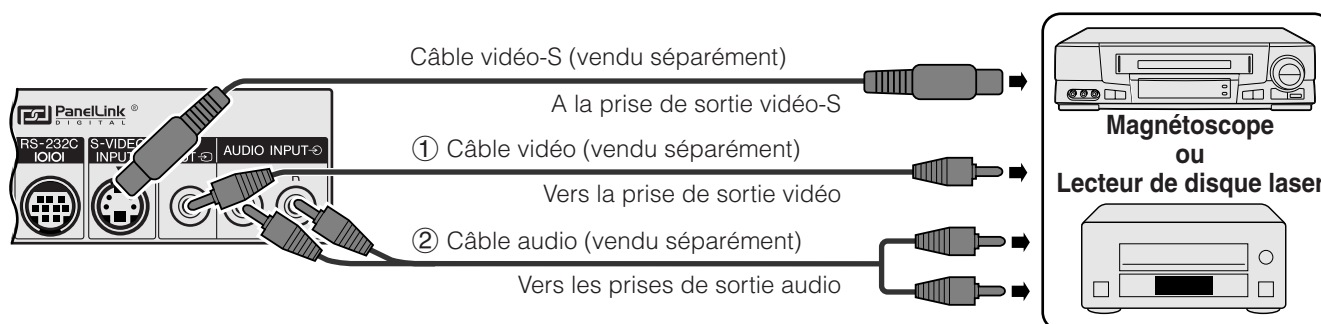 Câble vidéo-S (vendu séparément)
A la prise de sortie vidéo-S
PanelLink ®
DIGITAL
RS-232C
IOIOI
S-VIDEO
INPUT
AUDIO INPUT
R
① Câble vidéo (vendu séparément)
Vers la prise de sortie vidéo
② Câble audio (vendu séparément)
Vers les prises de sortie audio
Magnétoscope
ou
Lecteur de disque laser